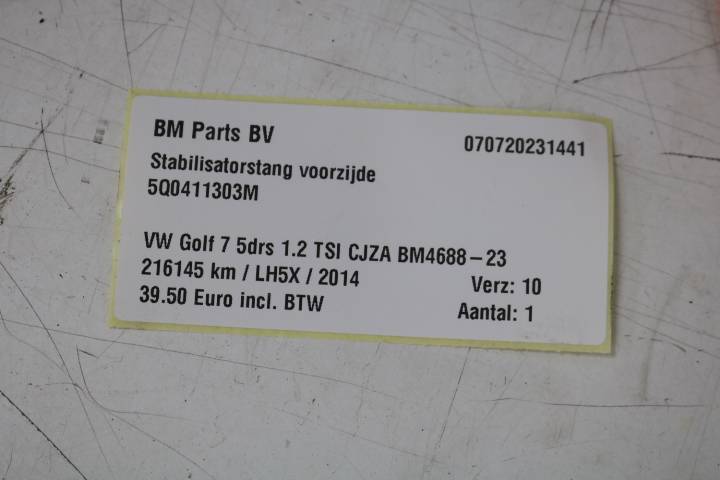 BM Parts BV 070720231441
Stabilisatorstang voorzijde
5Q0411303M
VW Golf 7 5drs 1.2 TSI CJZA BM4688-23
216145 km / LH5X / 2014 Verz: 10
39.50 Euro incl. BTW Aantal: 1